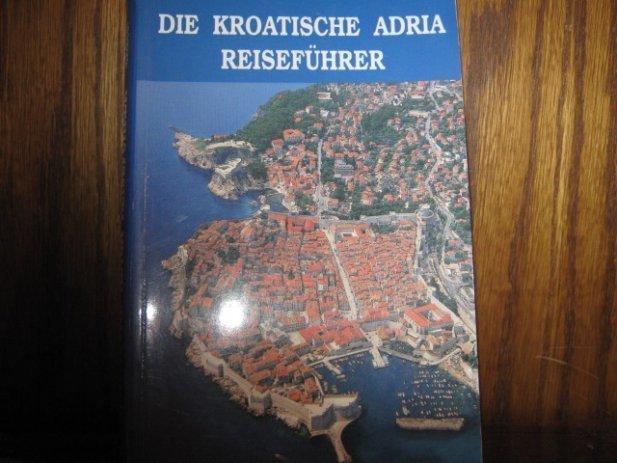 DIE KROATISCHE ADRIA
REISEFÜHRER